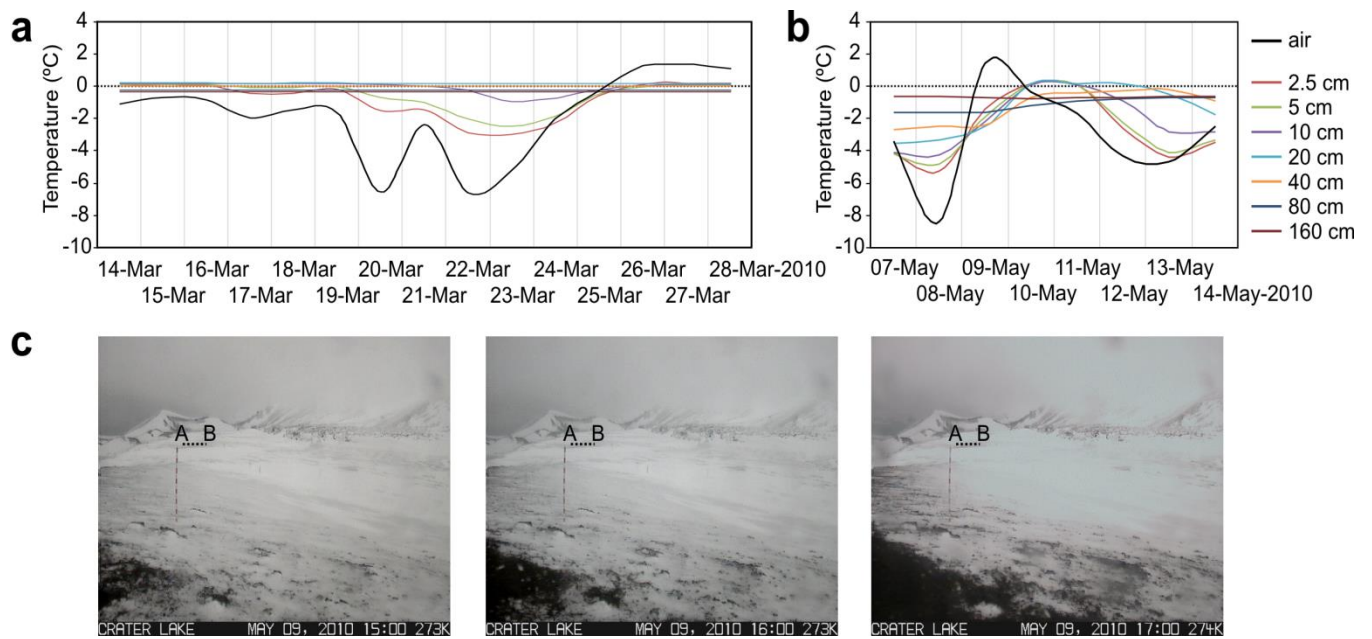 a
Temperature (°C)
4
2
0
-2
-4
-6
-8
-10
14-Mar 16-Mar 18-Mar 20-Mar 22-Mar 24-Mar 26-Mar 28-Mar-2010
15-Mar 17-Mar 19-Mar 21-Mar 23-Mar 25-Mar 27-Mar
b
Temperature (°C)
4
2
0
-2
-4
-6
-8
-10
07-May 09-May 11-May 13-May
08-May 10-May 12-May 14-May-2010
air
2.5 cm
5 cm
10 cm
20 cm
40 cm
80 cm
160 cm
c
A B
CRATER LAKE MAY 09, 2010 15:00 273K
A B
CRATER LAKE MAY 09, 2010 16:00 273K
A B
CRATER LAKE MAY 09, 2010 17:00 274K